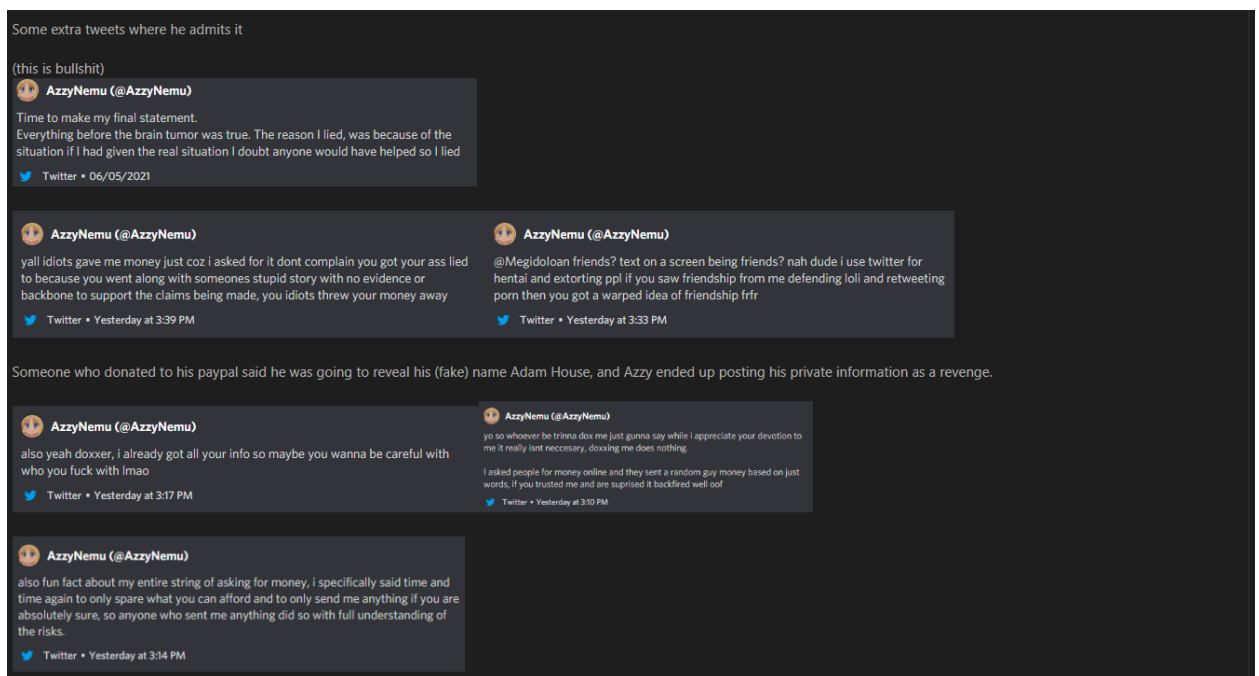 Some extra tweets where he admits it
(this is bullshit)
AzzyNemu (@AzzyNemu)
Time to make my final statement.
Everything before the brain tumor was true. The reason I lied, was because of the
situation if I had given the real situation I doubt anyone would have helped so I lied
Twitter • 06/05/2021
AzzyNemu (@AzzyNemu)
yall idiots gave me money just coz i asked for it dont complain you got your ass lied
to because you went along with someones stupid story with no evidence or
backbone to support the claims being made, you idiots threw your money away
Twitter • Yesterday at 3:39 PM
AzzyNemu (@AzzyNemu)
@Megidoloan friends? text on a screen being friends? nah dude i use twitter for
hentai and extorting ppl if you saw friendship from me defending loli and retweeting
porn then you got a warped idea of friendship frfr
Twitter • Yesterday at 3:33 PM
Someone who donated to his paypal said he was going to reveal his (fake) name Adam House, and Azzy ended up posting his private information as a revenge.
AzzyNemu (@AzzyNemu)
also yeah doxxer, i already got all your info so maybe you wanna be careful with
who you fuck with lmao
Twitter • Yesterday at 3:17 PM
AzzyNemu (@AzzyNemu)
yo so whoever be trinna dox me just gunna say while i appreciate your devotion to
me it really isnt neccesary, doxxing me does nothing.
I asked people for money online and they sent a random guy money based on just
words, if you trusted me and are suprised it backfired well oof
Twitter • Yesterday at 3:10 PM
AzzyNemu (@AzzyNemu)
also fun fact about my entire string of asking for money, i specifically said time and
time again to only spare what you can afford and to only send me anything if you are
absolutely sure, so anyone who sent me anything did so with full understanding of
the risks.
Twitter • Yesterday at 3:14 PM